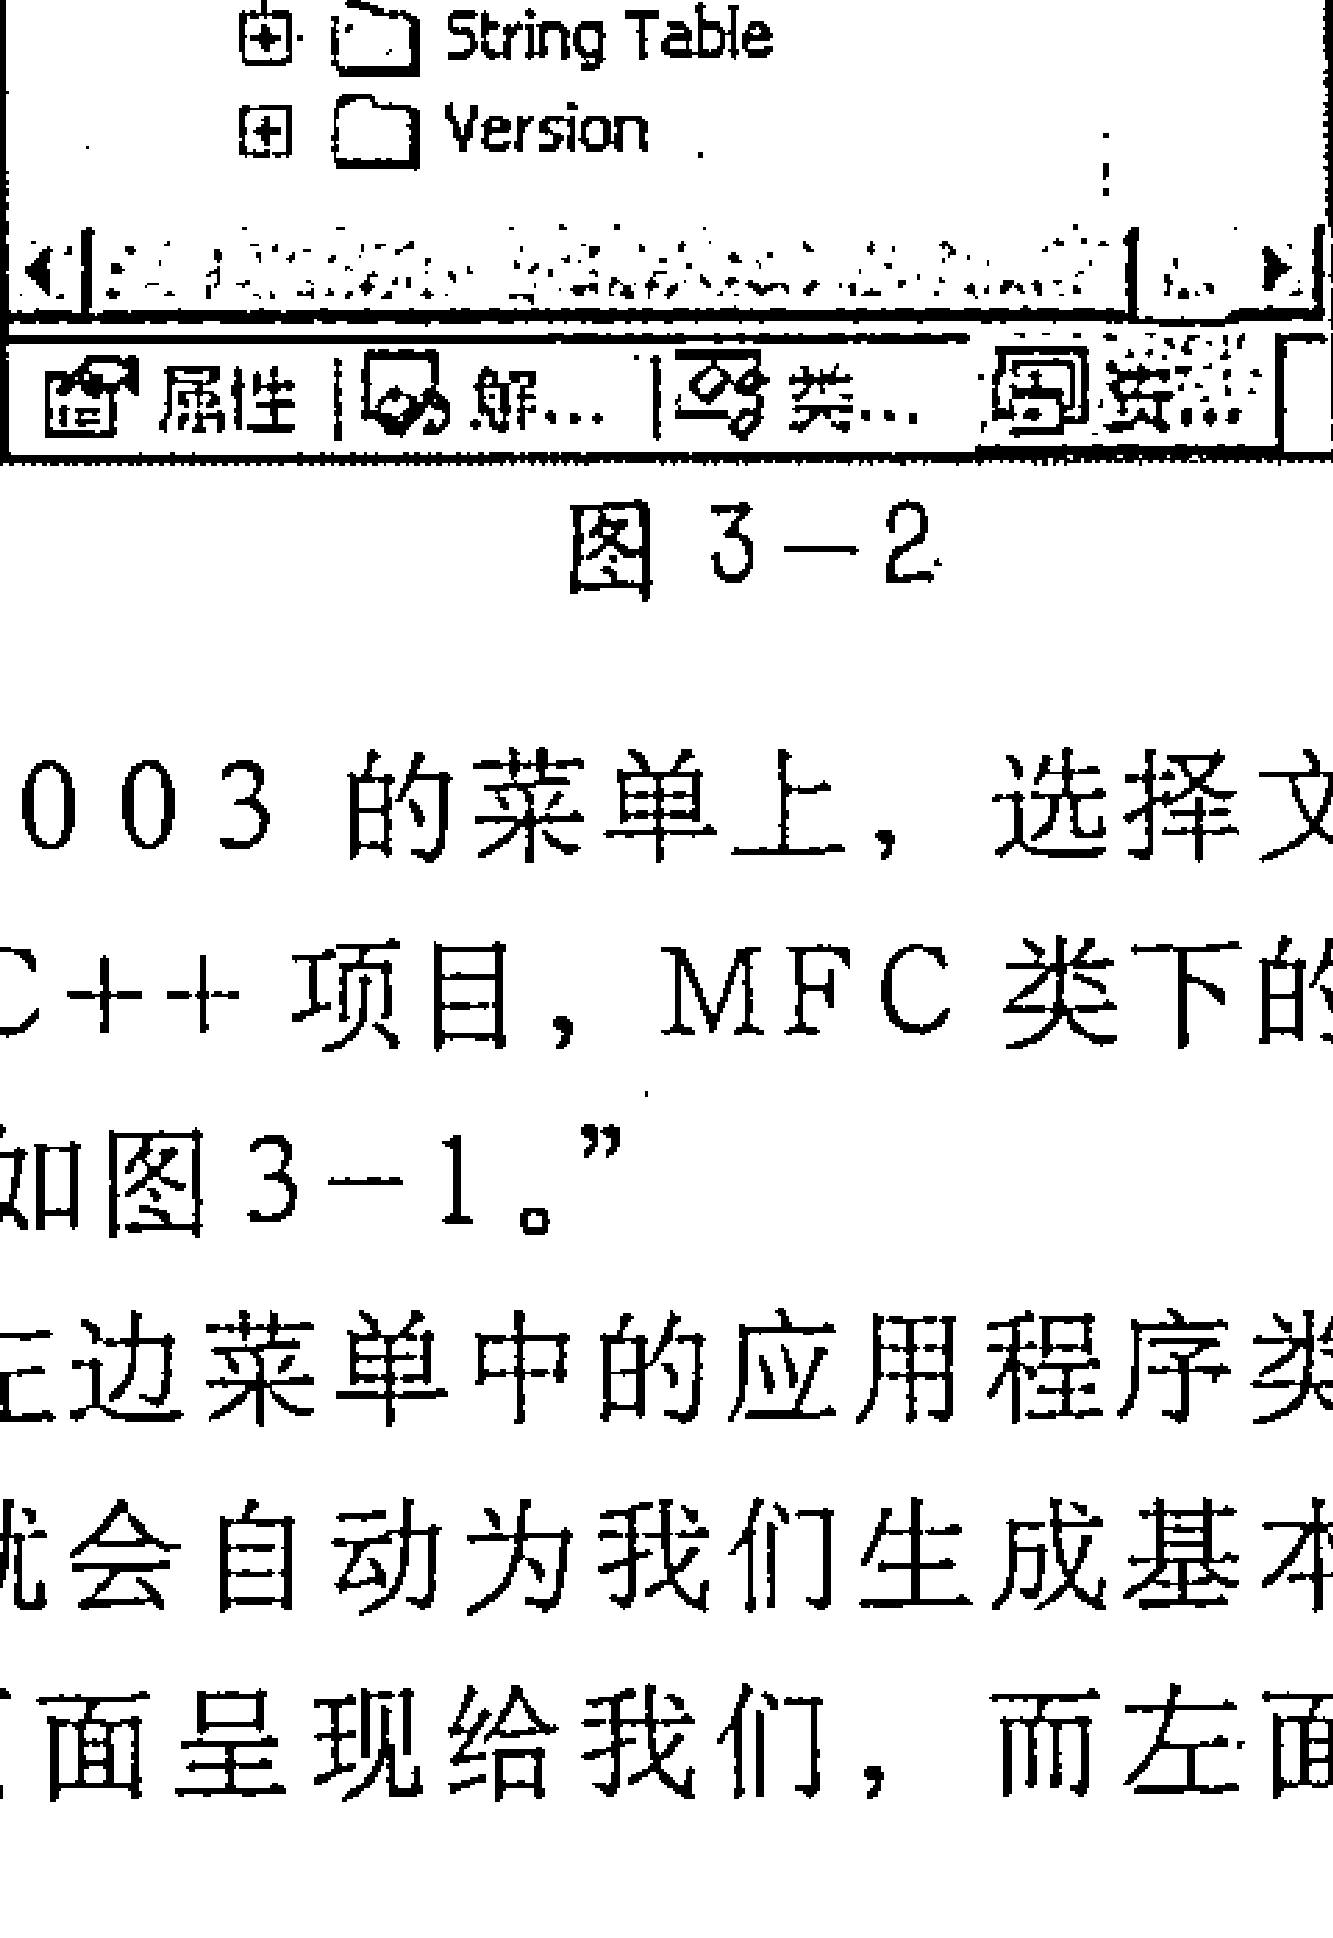 String Table
Version
属性 解... 类... 资...
图 3－2
003 的菜单上，选择文
C++ 项目，MFC 类下的
如图 3－1。”
左边菜单中的应用程序类
就会自动为我们生成基本
面呈现给我们，而左面